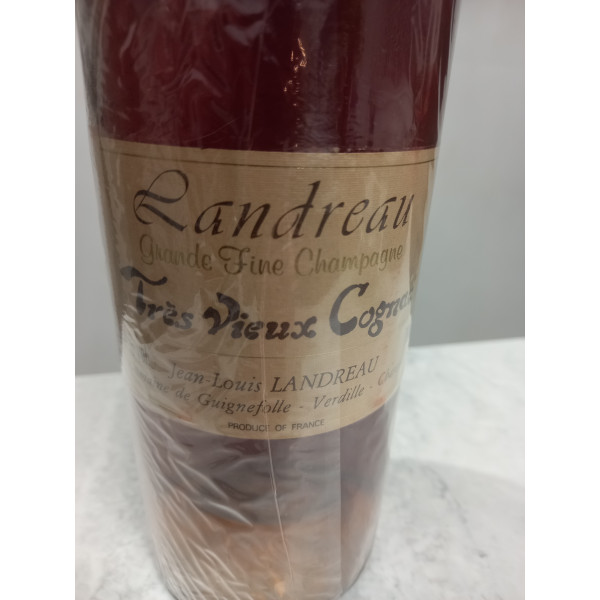 Landreau
Grande Fine Champagne
Très Vieux Cognac
Jean-Louis LANDREAU
de Guignefolle - Verdille -
PRODUCE OF FRANCE